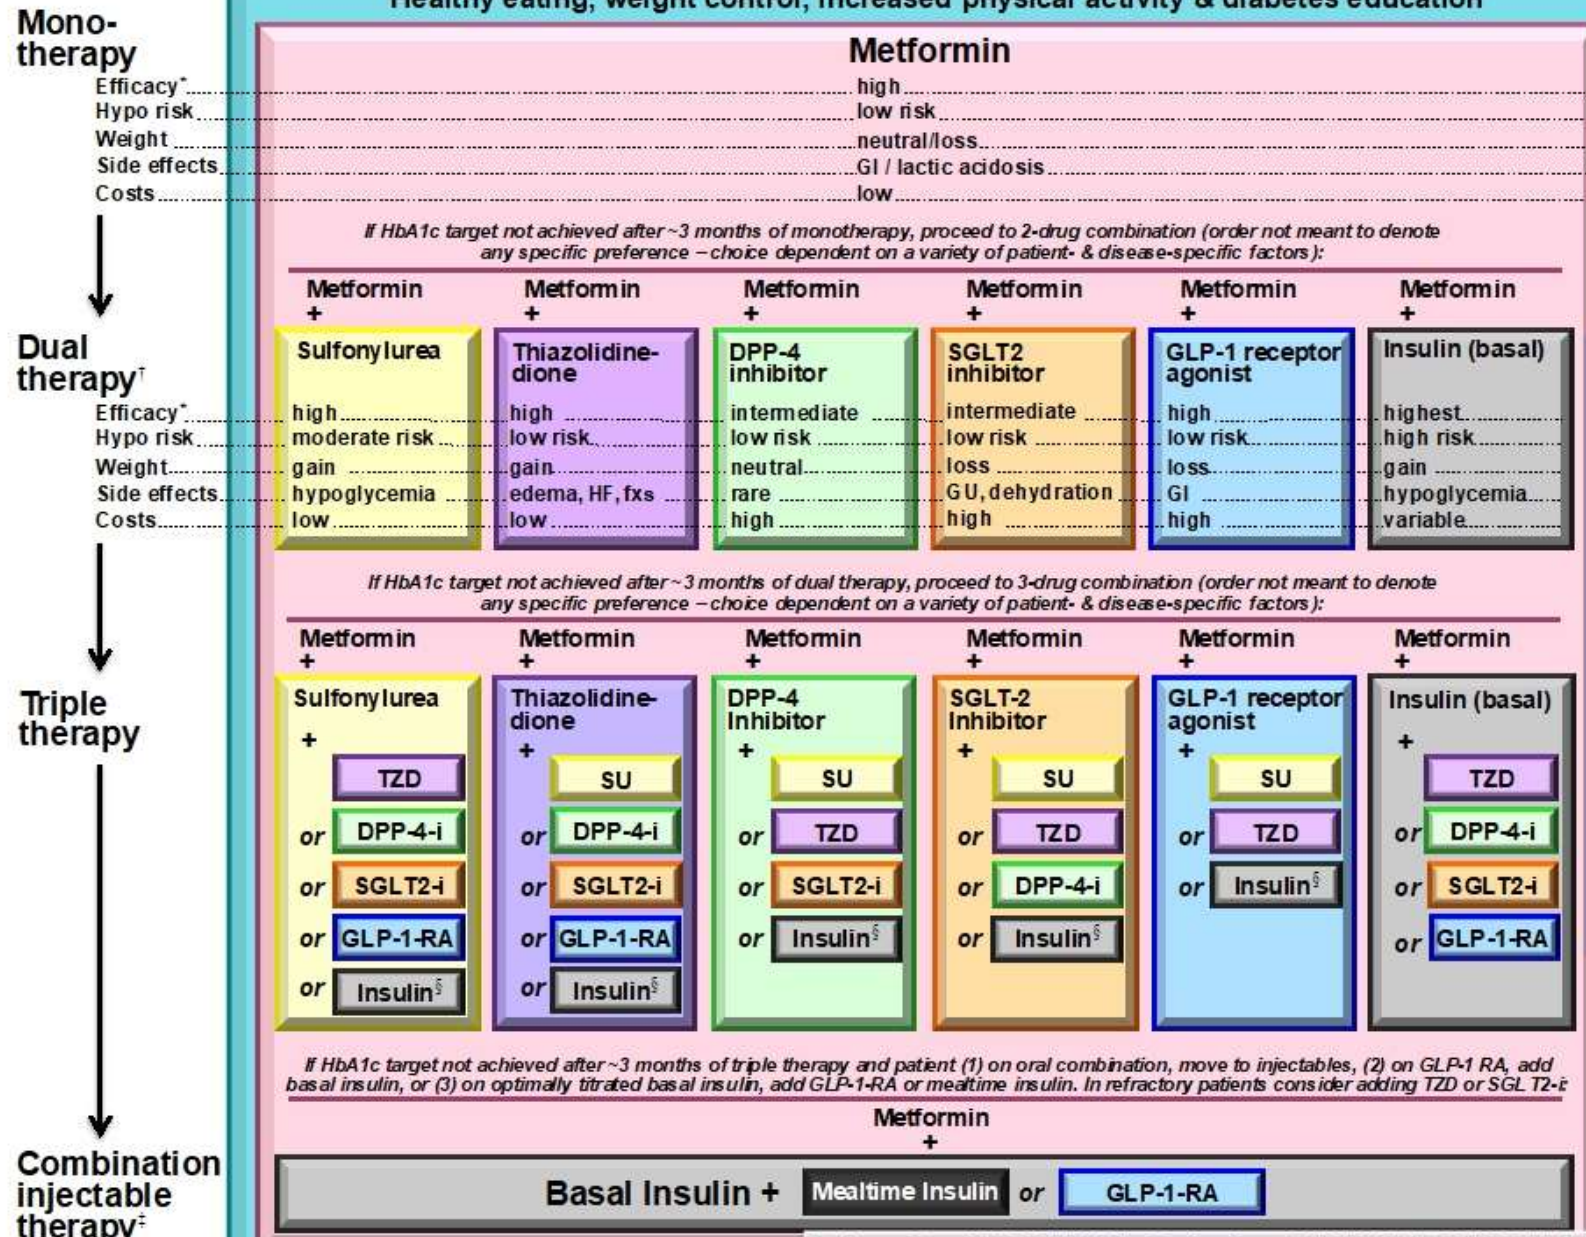 Healthy eating, weight control, increased physical activity & diabetes education
Mono-
therapy
Metformin
Efficacy* high
Hypo risk low risk
Weight neutral/loss
Side effects GI / lactic acidosis
Costs low
If HbA1c target not achieved after ~3 months of monotherapy, proceed to 2-drug combination (order not meant to denote
any specific preference – choice dependent on a variety of patient- & disease-specific factors):
Metformin Metformin Metformin Metformin Metformin Metformin
+ + + + + +
Dual
therapy†
Sulfonylurea Thiazolidine- DPP-4 SGLT2 GLP-1 receptor Insulin (basal)
dione inhibitor inhibitor agonist
Efficacy* high high intermediate intermediate high highest
Hypo risk moderate risk low risk low risk low risk low risk high risk
Weight gain gain neutral loss loss gain
Side effects hypoglycemia edema, HF, fxs rare GU, dehydration GI hypoglycemia
Costs low low high high high variable
If HbA1c target not achieved after ~3 months of dual therapy, proceed to 3-drug combination (order not meant to denote
any specific preference – choice dependent on a variety of patient- & disease-specific factors):
Metformin Metformin Metformin Metformin Metformin Metformin
+ + + + + +
Triple
therapy
Sulfonylurea Thiazolidine- DPP-4 SGLT-2 GLP-1 receptor Insulin (basal)
dione Inhibitor Inhibitor agonist
+ + + + + +
TZD SU SU SU SU TZD
or DPP-4-i or DPP-4-i or TZD or TZD or TZD or DPP-4-i
or SGLT2-i or SGLT2-i or SGLT2-i or DPP-4-i or Insulin§ or SGLT2-i
or GLP-1-RA or GLP-1-RA or Insulin§ or Insulin§ or GLP-1-RA
or Insulin§ or Insulin§
If HbA1c target not achieved after ~3 months of triple therapy and patient (1) on oral combination, move to injectables, (2) on GLP-1 RA, add
basal insulin, or (3) on optimally titrated basal insulin, add GLP-1-RA or mealtime insulin. In refractory patients consider adding TZD or SGL T2-i:
Metformin
+
Combination
injectable
therapy‡
Basal Insulin + Mealtime Insulin or GLP-1-RA